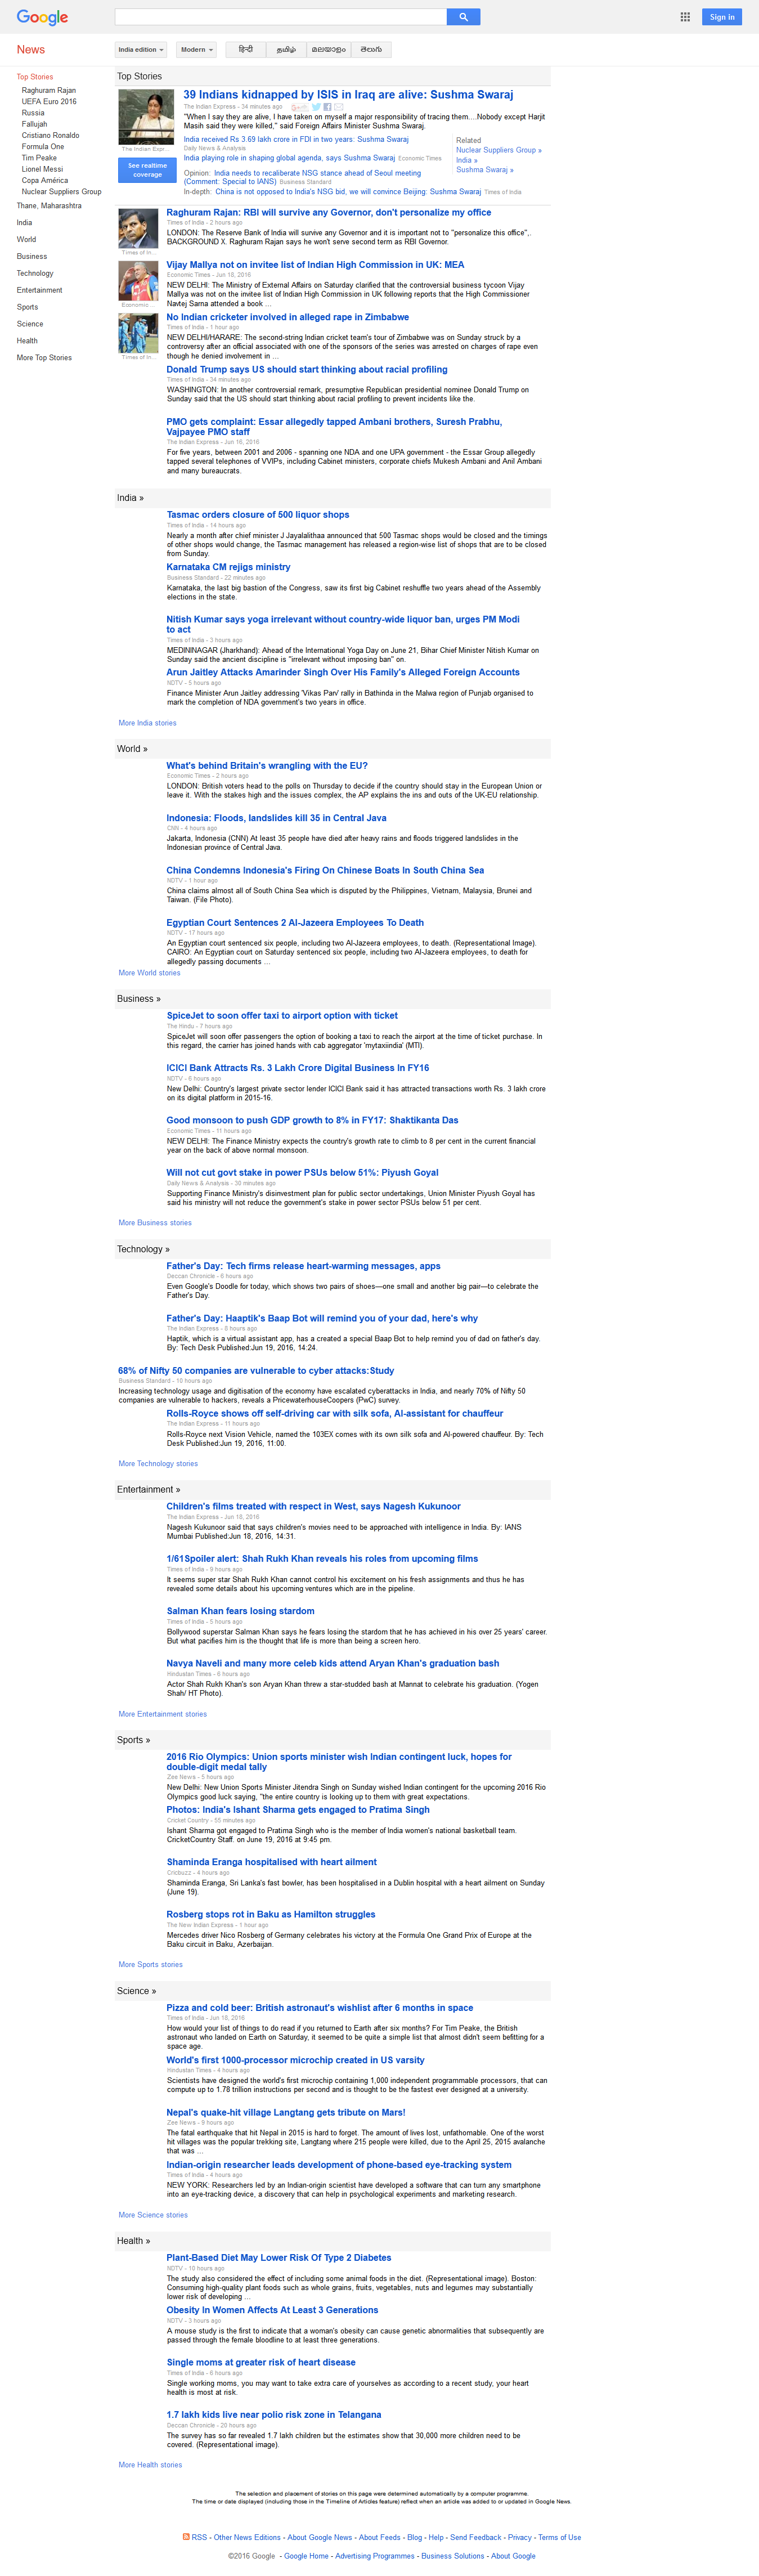 Google
Sign in
News
India edition
Modern
हिन्दी
தமிழ்
മലയാളം
తెలుగు
Top Stories
Raghuram Rajan
UEFA Euro 2016
Russia
Fallujah
Cristiano Ronaldo
Formula One
Tim Peake
Lionel Messi
Copa América
Nuclear Suppliers Group
Thane, Maharashtra
India
World
Business
Technology
Entertainment
Sports
Science
Health
More Top Stories
Top Stories
39 Indians kidnapped by ISIS in Iraq are alive: Sushma Swaraj
The Indian Express - 34 minutes ago
"When I say they are alive, I have taken on myself a major responsibility of tracing them....Nobody except Harjit
Masih said they were killed," said Foreign Affairs Minister Sushma Swaraj.
The Indian Expr...
See realtime
coverage
India received Rs 3.69 lakh crore in FDI in two years: Sushma Swaraj
Daily News & Analysis
India playing role in shaping global agenda, says Sushma Swaraj Economic Times
Opinion: India needs to recaliberate NSG stance ahead of Seoul meeting
(Comment: Special to IANS) Business Standard
In-depth: China is not opposed to India's NSG bid, we will convince Beijing: Sushma Swaraj Times of India
Related
Nuclear Suppliers Group »
India »
Sushma Swaraj »
Raghuram Rajan: RBI will survive any Governor, don't personalize my office
Times of India - 2 hours ago
LONDON: The Reserve Bank of India will survive any Governor and it is important not to "personalize this office",.
BACKGROUND X. Raghuram Rajan says he won't serve second term as RBI Governor.
Times of In...
Vijay Mallya not on invitee list of Indian High Commission in UK: MEA
Economic Times - Jun 18, 2016
NEW DELHI: The Ministry of External Affairs on Saturday clarified that the controversial business tycoon Vijay
Mallya was not on the invitee list of Indian High Commission in UK following reports that the High Commissioner
Navtej Sarna attended a book ...
Economic...
No Indian cricketer involved in alleged rape in Zimbabwe
Times of India - 1 hour ago
NEW DELHI/HARARE: The second-string Indian cricket team's tour of Zimbabwe was on Sunday struck by a
controversy after an official associated with one of the sponsors of the series was arrested on charges of rape even
though he denied involvement in ...
Times of In...
Donald Trump says US should start thinking about racial profiling
Times of India - 34 minutes ago
WASHINGTON: In another controversial remark, presumptive Republican presidential nominee Donald Trump on
Sunday said that the US should start thinking about racial profiling to prevent incidents like the.
PMO gets complaint: Essar allegedly tapped Ambani brothers, Suresh Prabhu,
Vajpayee PMO staff
The Indian Express - Jun 16, 2016
For five years, between 2001 and 2006 - spanning one NDA and one UPA government - the Essar Group allegedly
tapped several telephones of VVIPs, including Cabinet ministers, corporate chiefs Mukesh Ambani and Anil Ambani
and many bureaucrats.
India »
Tasmac orders closure of 500 liquor shops
Times of India - 14 hours ago
Nearly a month after chief minister J Jayalalithaa announced that 500 Tasmac shops would be closed and the timings
of other shops would change, the Tasmac management has released a region-wise list of shops that are to be closed
from Sunday.
Karnataka CM rejigs ministry
Business Standard - 22 minutes ago
Karnataka, the last big bastion of the Congress, saw its first big Cabinet reshuffle two years ahead of the Assembly
elections in the state.
Nitish Kumar says yoga irrelevant without country-wide liquor ban, urges PM Modi
to act
Times of India - 3 hours ago
MEDININAGAR (Jharkhand): Ahead of the International Yoga Day on June 21, Bihar Chief Minister Nitish Kumar on
Sunday said the ancient discipline is "irrelevant without imposing ban" on.
Arun Jaitley Attacks Amarinder Singh Over His Family's Alleged Foreign Accounts
NDTV - 5 hours ago
Finance Minister Arun Jaitley addressing 'Vikas Parv' rally in Bathinda in the Malwa region of Punjab organised to
mark the completion of NDA government's two years in office.
More India stories
World »
What's behind Britain's wrangling with the EU?
Economic Times - 2 hours ago
LONDON: British voters head to the polls on Thursday to decide if the country should stay in the European Union or
leave it. With the stakes high and the issues complex, the AP explains the ins and outs of the UK-EU relationship.
Indonesia: Floods, landslides kill 35 in Central Java
CNN - 4 hours ago
Jakarta, Indonesia (CNN) At least 35 people have died after heavy rains and floods triggered landslides in the
Indonesian province of Central Java.
China Condemns Indonesia's Firing On Chinese Boats In South China Sea
NDTV - 1 hour ago
China claims almost all of South China Sea which is disputed by the Philippines, Vietnam, Malaysia, Brunei and
Taiwan. (File Photo).
Egyptian Court Sentences 2 Al-Jazeera Employees To Death
NDTV - 17 hours ago
An Egyptian court sentenced six people, including two Al-Jazeera employees, to death. (Representational Image).
CAIRO: An Egyptian court on Saturday sentenced six people, including two Al-Jazeera employees, to death for
allegedly passing documents ...
More World stories
Business »
SpiceJet to soon offer taxi to airport option with ticket
The Hindu - 7 hours ago
SpiceJet will soon offer passengers the option of booking a taxi to reach the airport at the time of ticket purchase. In
this regard, the carrier has joined hands with cab aggregator 'mytaxiindia' (MTI).
ICICI Bank Attracts Rs. 3 Lakh Crore Digital Business In FY16
NDTV - 6 hours ago
New Delhi: Country's largest private sector lender ICICI Bank said it has attracted transactions worth Rs. 3 lakh crore
on its digital platform in 2015-16.
Good monsoon to push GDP growth to 8% in FY17: Shaktikanta Das
Economic Times - 11 hours ago
NEW DELHI: The Finance Ministry expects the country's growth rate to climb to 8 per cent in the current financial
year on the back of above normal monsoon.
Will not cut govt stake in power PSUs below 51%: Piyush Goyal
Daily News & Analysis - 30 minutes ago
Supporting Finance Ministry's disinvestment plan for public sector undertakings, Union Minister Piyush Goyal has
said his ministry will not reduce the government's stake in power sector PSUs below 51 per cent.
More Business stories
Technology »
Father's Day: Tech firms release heart-warming messages, apps
Deccan Chronicle - 6 hours ago
Even Google's Doodle for today, which shows two pairs of shoes—one small and another big pair—to celebrate the
Father's Day.
Father's Day: Haaptik's Baap Bot will remind you of your dad, here's why
The Indian Express - 8 hours ago
Haptik, which is a virtual assistant app, has a created a special Baap Bot to help remind you of dad on father's day.
By: Tech Desk Published:Jun 19, 2016, 14:24.
68% of Nifty 50 companies are vulnerable to cyber attacks:Study
Business Standard - 10 hours ago
Increasing technology usage and digitisation of the economy have escalated cyberattacks in India, and nearly 70% of Nifty 50
companies are vulnerable to hackers, reveals a PricewaterhouseCoopers (PwC) survey.
Rolls-Royce shows off self-driving car with silk sofa, AI-assistant for chauffeur
The Indian Express - 11 hours ago
Rolls-Royce next Vision Vehicle, named the 103EX comes with its own silk sofa and AI-powered chauffeur. By: Tech
Desk Published:Jun 19, 2016, 11:00.
More Technology stories
Entertainment »
Children's films treated with respect in West, says Nagesh Kukunoor
The Indian Express - Jun 18, 2016
Nagesh Kukunoor said that says children's movies need to be approached with intelligence in India. By: IANS
Mumbai Published:Jun 18, 2016, 14:31.
1/61Spoiler alert: Shah Rukh Khan reveals his roles from upcoming films
Times of India - 9 hours ago
It seems super star Shah Rukh Khan cannot control his excitement on his fresh assignments and thus he has
revealed some details about his upcoming ventures which are in the pipeline.
Salman Khan fears losing stardom
Times of India - 5 hours ago
Bollywood superstar Salman Khan says he fears losing the stardom that he has achieved in his over 25 years' career.
But what pacifies him is the thought that life is more than being a screen hero.
Navya Naveli and many more celeb kids attend Aryan Khan's graduation bash
Hindustan Times - 6 hours ago
Actor Shah Rukh Khan's son Aryan Khan threw a star-studded bash at Mannat to celebrate his graduation. (Yogen
Shah/ HT Photo).
More Entertainment stories
Sports »
2016 Rio Olympics: Union sports minister wish Indian contingent luck, hopes for
double-digit medal tally
Zee News - 5 hours ago
New Delhi: New Union Sports Minister Jitendra Singh on Sunday wished Indian contingent for the upcoming 2016 Rio
Olympics good luck saying, "the entire country is looking up to them with great expectations.
Photos: India's Ishant Sharma gets engaged to Pratima Singh
Cricket Country - 55 minutes ago
Ishant Sharma got engaged to Pratima Singh who is the member of India women's national basketball team.
CricketCountry Staff. on June 19, 2016 at 9:45 pm.
Shaminda Eranga hospitalised with heart ailment
Cricbuzz - 4 hours ago
Shaminda Eranga, Sri Lanka's fast bowler, has been hospitalised in a Dublin hospital with a heart ailment on Sunday
(June 19).
Rosberg stops rot in Baku as Hamilton struggles
The New Indian Express - 1 hour ago
Mercedes driver Nico Rosberg of Germany celebrates his victory at the Formula One Grand Prix of Europe at the
Baku circuit in Baku, Azerbaijan.
More Sports stories
Science »
Pizza and cold beer: British astronaut's wishlist after 6 months in space
Times of India - Jun 18, 2016
How would your list of things to do read if you returned to Earth after six months? For Tim Peake, the British
astronaut who landed on Earth on Saturday, it seemed to be quite a simple list that almost didn't seem befitting for a
space age.
World's first 1000-processor microchip created in US varsity
Hindustan Times - 4 hours ago
Scientists have designed the world's first microchip containing 1,000 independent programmable processors, that can
compute up to 1.78 trillion instructions per second and is thought to be the fastest ever designed at a university.
Nepal's quake-hit village Langtang gets tribute on Mars!
Zee News - 9 hours ago
The fatal earthquake that hit Nepal in 2015 is hard to forget. The amount of lives lost, unfathomable. One of the worst
hit villages was the popular trekking site, Langtang where 215 people were killed, due to the April 25, 2015 avalanche
that was ...
Indian-origin researcher leads development of phone-based eye-tracking system
Times of India - 4 hours ago
NEW YORK: Researchers led by an Indian-origin scientist have developed a software that can turn any smartphone
into an eye-tracking device, a discovery that can help in psychological experiments and marketing research.
More Science stories
Health »
Plant-Based Diet May Lower Risk Of Type 2 Diabetes
NDTV - 10 hours ago
The study also considered the effect of including some animal foods in the diet. (Representational image). Boston:
Consuming high-quality plant foods such as whole grains, fruits, vegetables, nuts and legumes may substantially
lower risk of developing ...
Obesity In Women Affects At Least 3 Generations
NDTV - 3 hours ago
A mouse study is the first to indicate that a woman's obesity can cause genetic abnormalities that subsequently are
passed through the female bloodline to at least three generations.
Single moms at greater risk of heart disease
Times of India - 6 hours ago
Single working moms, you may want to take extra care of yourselves as according to a recent study, your heart
health is most at risk.
1.7 lakh kids live near polio risk zone in Telangana
Deccan Chronicle - 20 hours ago
The survey has so far revealed 1.7 lakh children but the estimates show that 30,000 more children need to be
covered. (Representational image).
More Health stories
The selection and placement of stories on this page were determined automatically by a computer programme.
The time or date displayed (including those in the Timeline of Articles feature) reflect when an article was added to or updated in Google News.
RSS - Other News Editions - About Google News - About Feeds - Blog - Help - Send Feedback - Privacy - Terms of Use
©2016 Google - Google Home - Advertising Programmes - Business Solutions - About Google